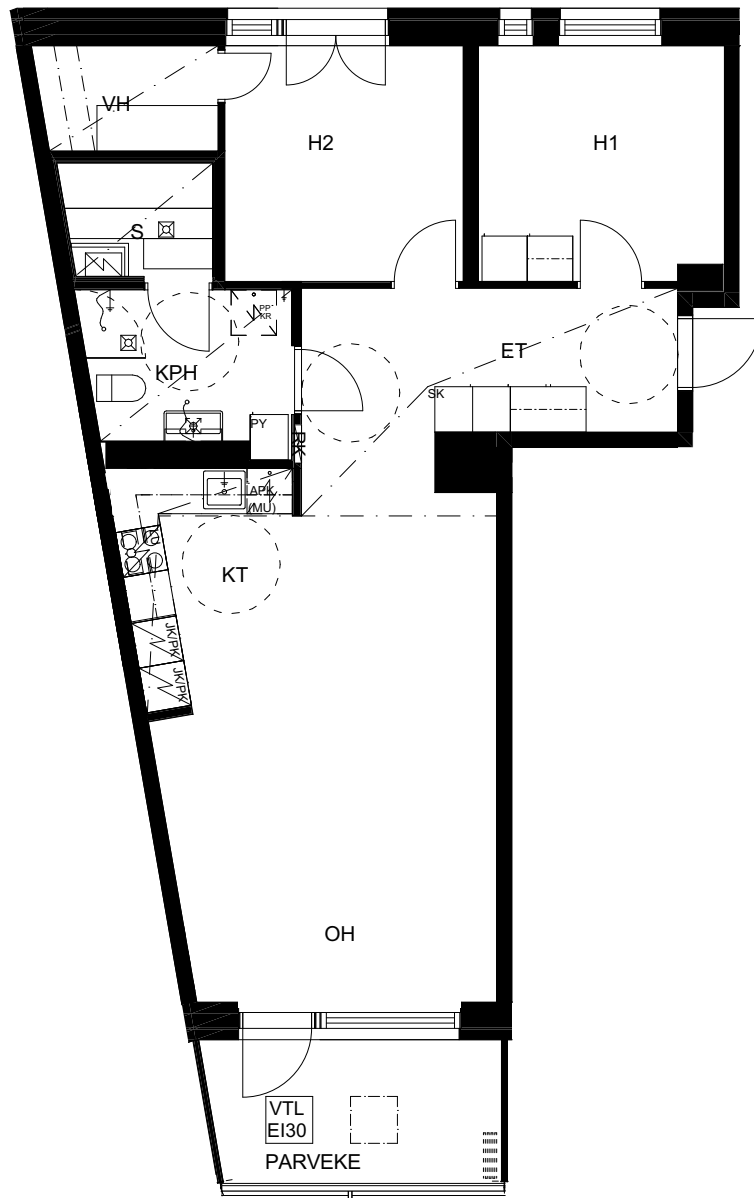 VH
H2
H1
S
PP
KR
KPH
ET
SK
PY
RK
APK
(MU)
KT
JK/PK
JK/PK
OH
VTL
EI30
PARVEKE